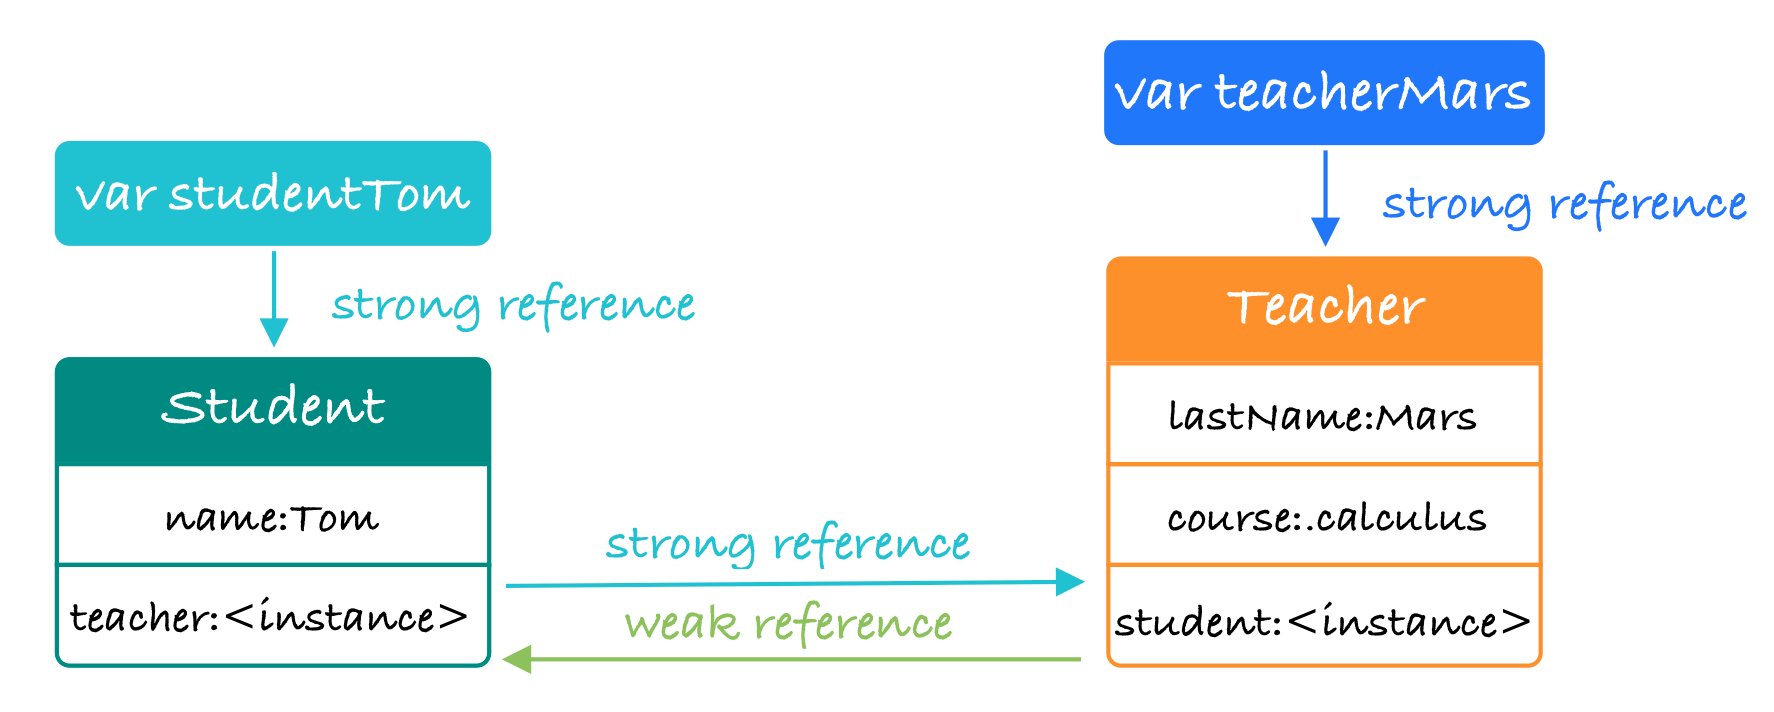 var studentTom
strong reference
Student
name:Tom
teacher:<instance>
strong reference
weak reference
var teacherMars
strong reference
Teacher
lastName:Mars
course:.calculus
student:<instance>